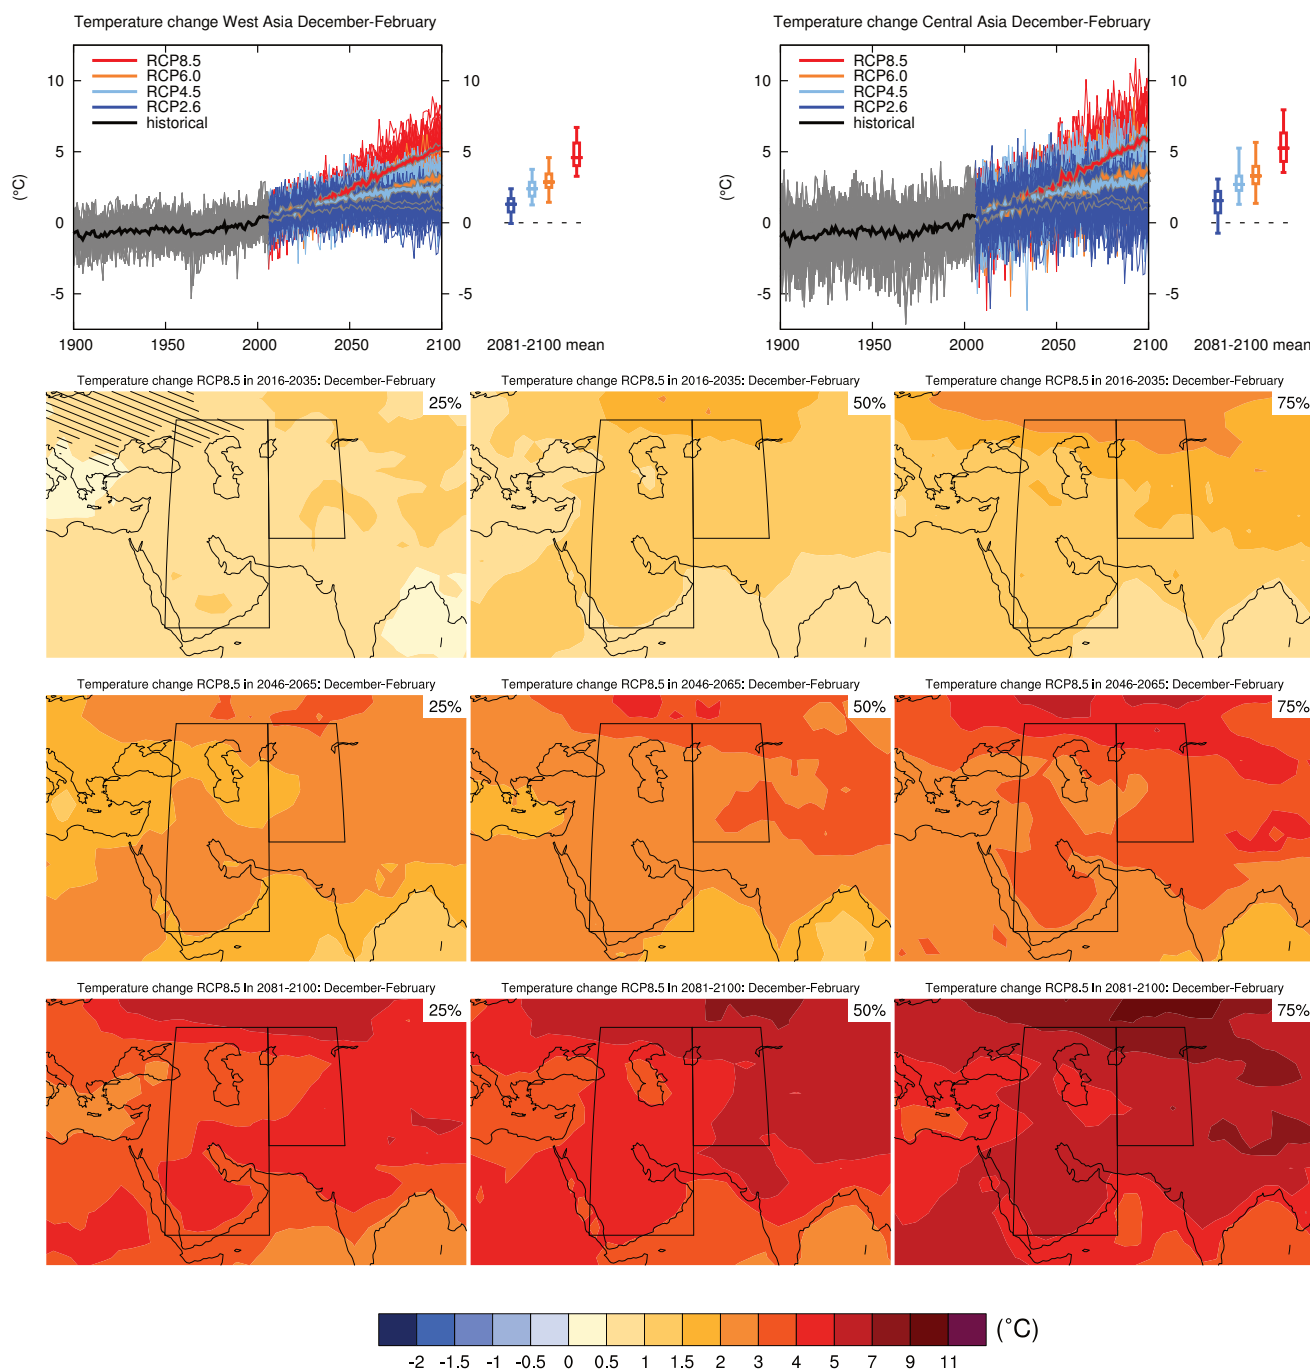 Temperature change West Asia December-February
Temperature change Central Asia December-February
RCP8.5
RCP6.0
RCP4.5
RCP2.6
historical
(°C)
10
5
0
-5
10
5
0
-5
1900 1950 2000 2050 2100
2081-2100 mean
RCP8.5
RCP6.0
RCP4.5
RCP2.6
historical
(°C)
10
5
0
-5
10
5
0
-5
1900 1950 2000 2050 2100
2081-2100 mean
Temperature change RCP8.5 in 2016-2035: December-February
25%
Temperature change RCP8.5 in 2016-2035: December-February
50%
Temperature change RCP8.5 in 2016-2035: December-February
75%
Temperature change RCP8.5 in 2046-2065: December-February
25%
Temperature change RCP8.5 in 2046-2065: December-February
50%
Temperature change RCP8.5 in 2046-2065: December-February
75%
Temperature change RCP8.5 in 2081-2100: December-February
25%
Temperature change RCP8.5 in 2081-2100: December-February
50%
Temperature change RCP8.5 in 2081-2100: December-February
75%
(°C)
-2 -1.5 -1 -0.5 0 0.5 1 1.5 2 3 4 5 7 9 11